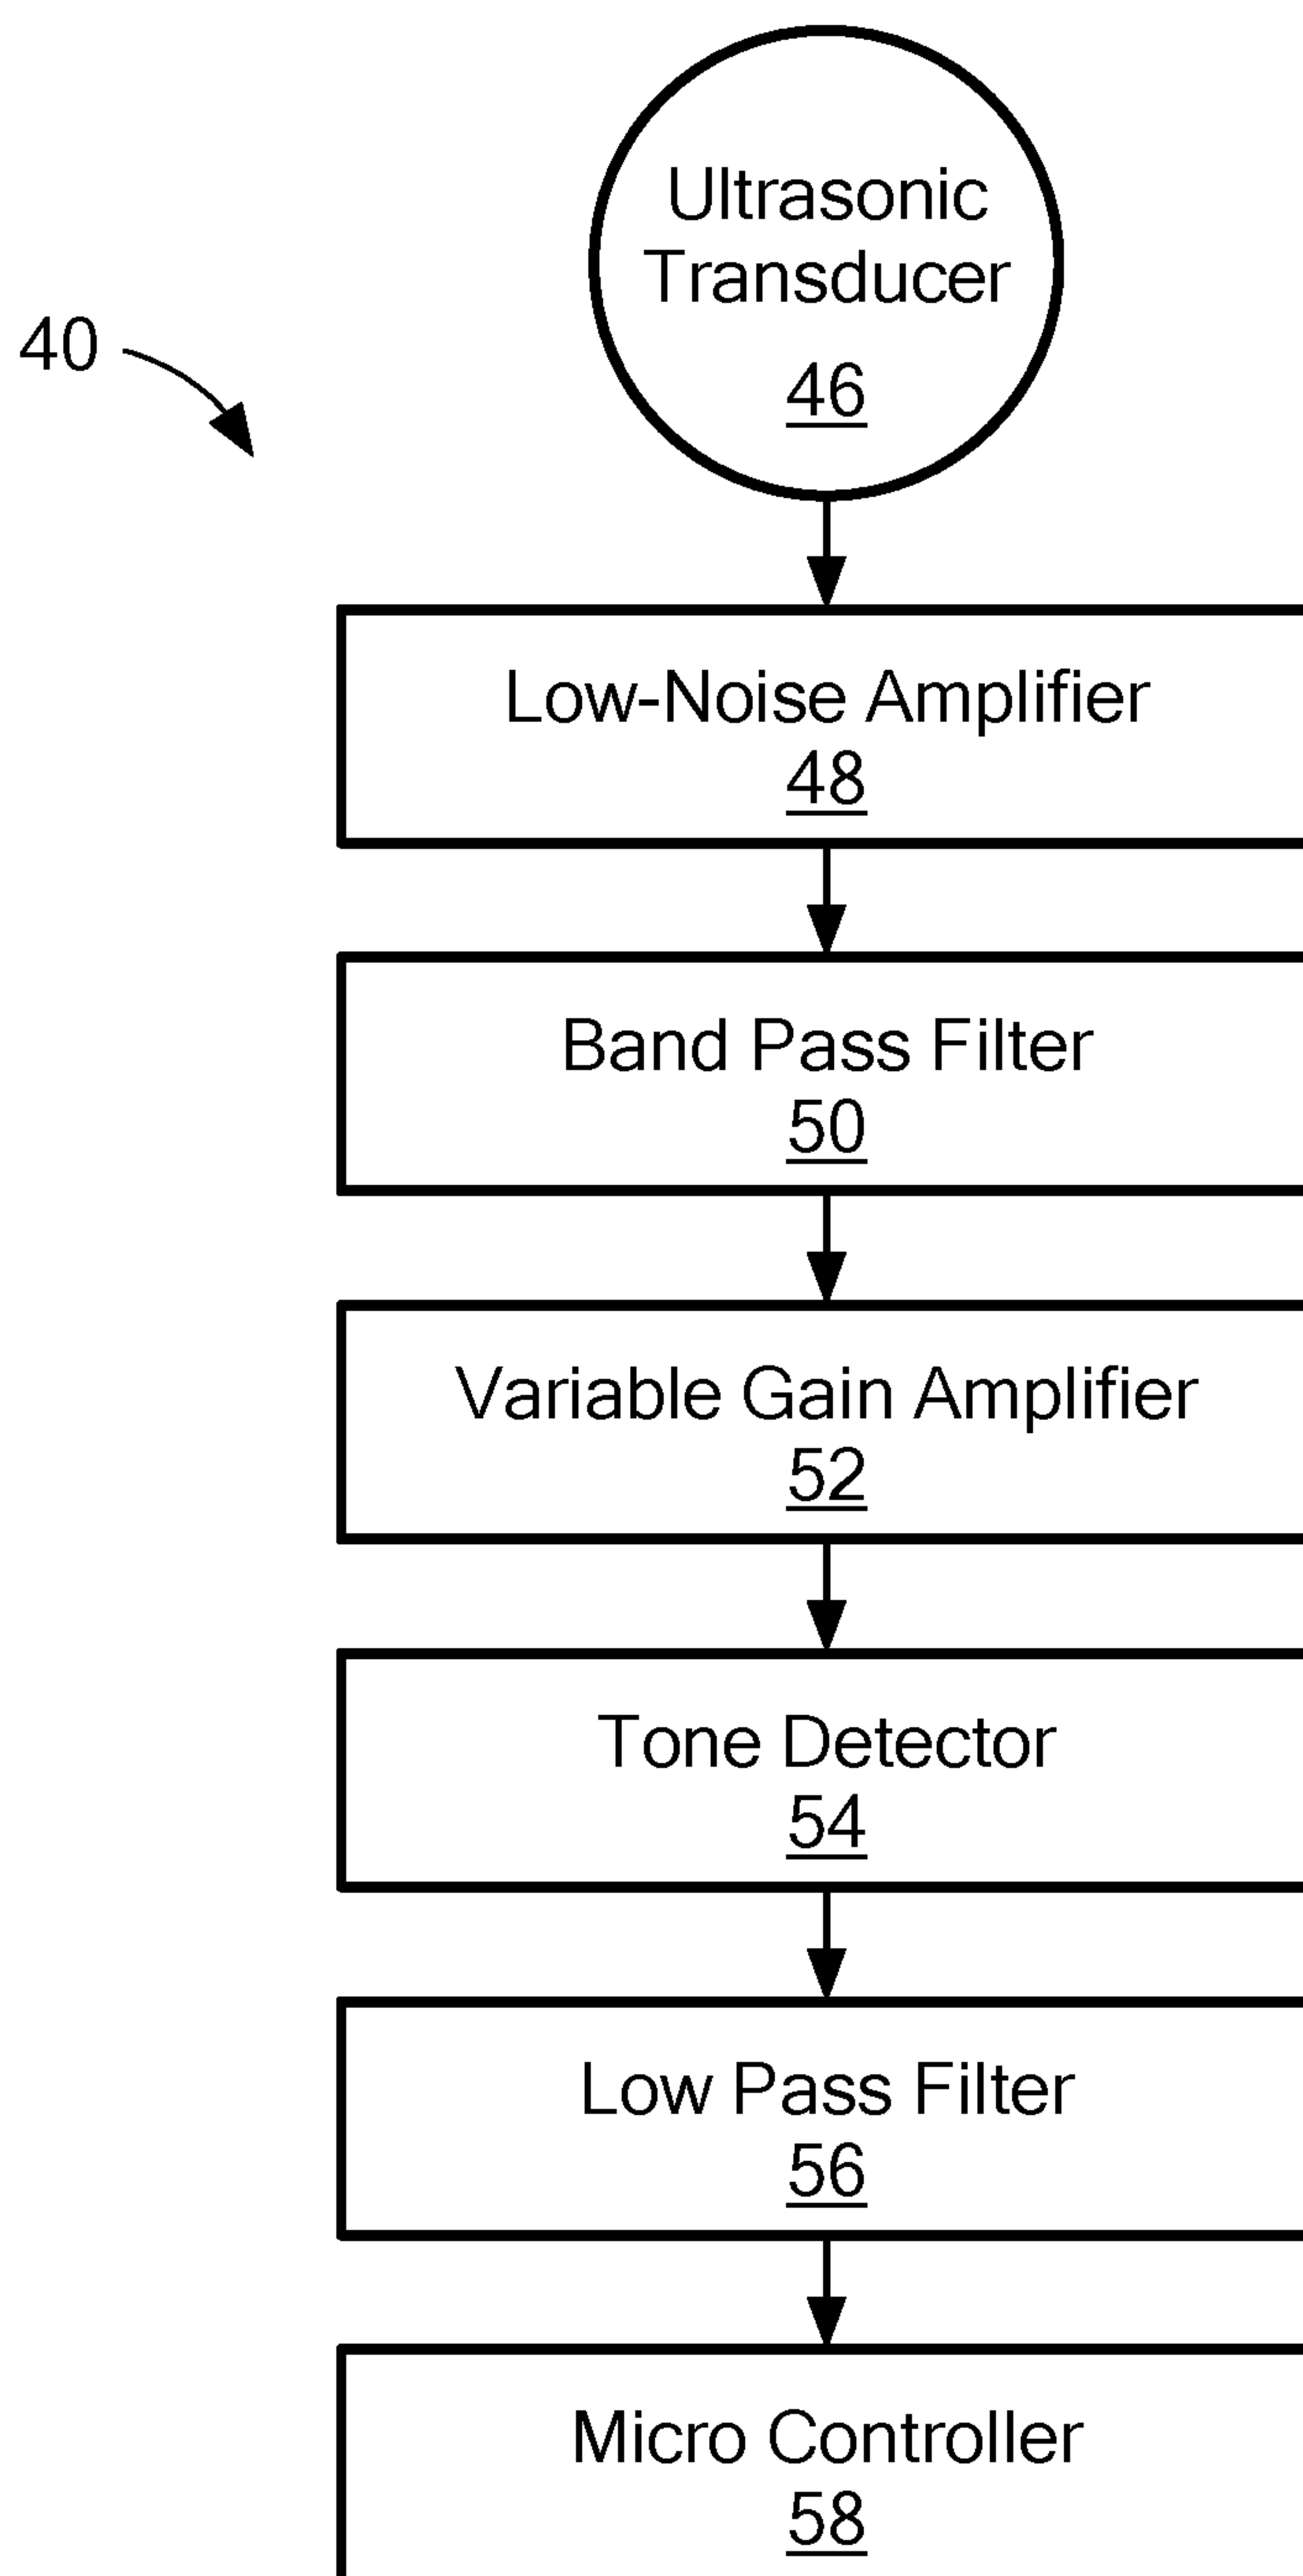 Ultrasonic
Transducer
46
40
Low-Noise Amplifier
48
Band Pass Filter
50
Variable Gain Amplifier
52
Tone Detector
54
Low Pass Filter
56
Micro Controller
58